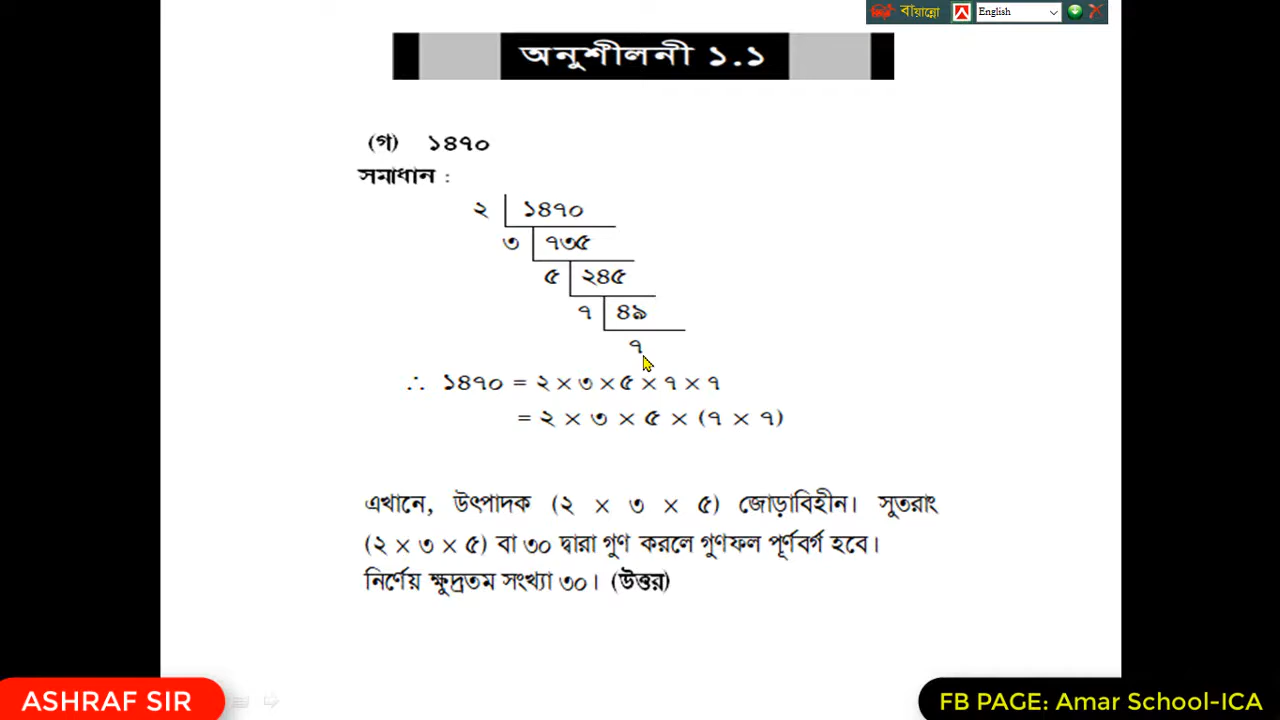 বায়ান্নো English
অনুশীলনী ১.১
(গ) ১৪৭০
সমাধান :
২ ১৪৭০
৩ ৭৩৫
৫ ২৪৫
৭ ৪৯
৭
∴ ১৪৭০ = ২ × ৩ × ৫ × ৭ × ৭
= ২ × ৩ × ৫ × (৭ × ৭)
এখানে, উৎপাদক (২ × ৩ × ৫) জোড়াবিহীন। সুতরাং
(২ × ৩ × ৫) বা ৩০ দ্বারা গুণ করলে গুণফল পূর্ণবর্গ হবে।
নির্ণেয় ক্ষুদ্রতম সংখ্যা ৩০। (উত্তর)
ASHRAF SIR
FB PAGE: Amar School-ICA